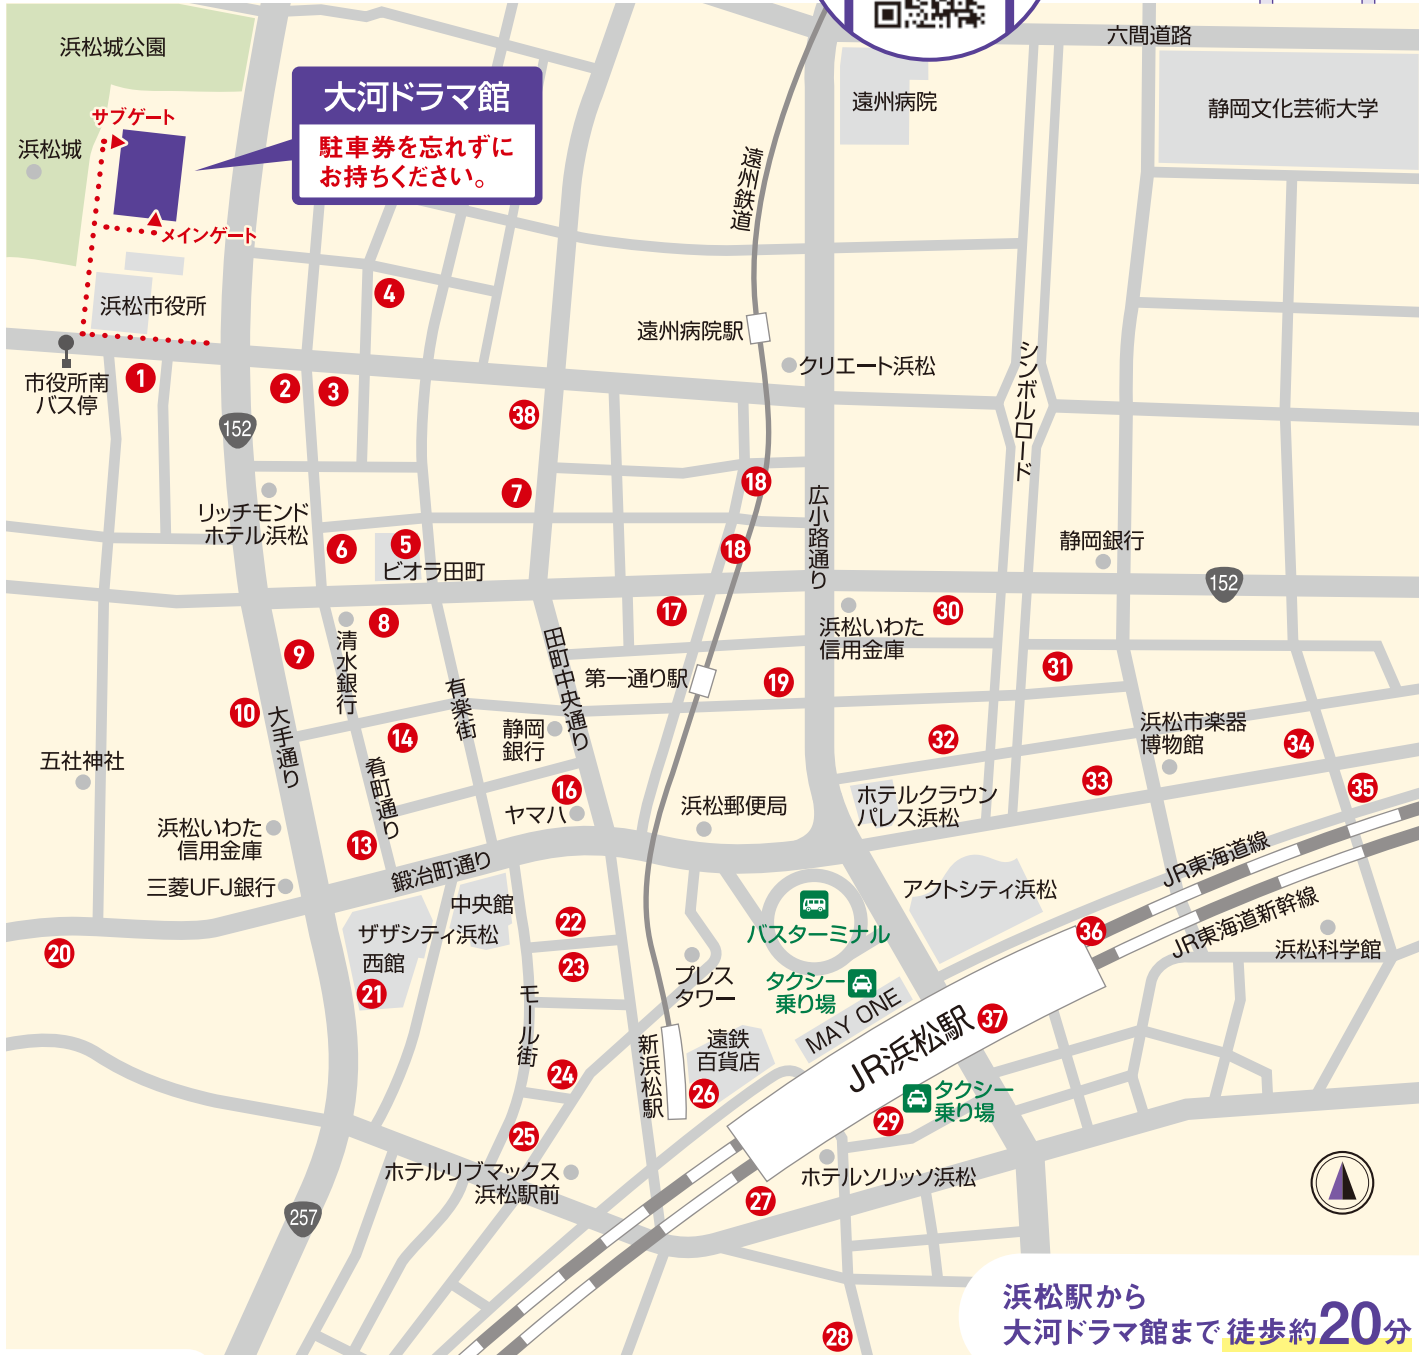 浜松城公園
六間道路
大河ドラマ館
駐車券を忘れずに
お持ちください。
遠州病院
静岡文化芸術大学
サブゲート
浜松城
遠州鉄道
メインゲート
浜松市役所
4
遠州病院駅
クリエート浜松
シンボルロード
市役所南
バス停
1
2
3
38
152
7
18
リッチモンド
ホテル浜松
広小路通り
6
5
ビオラ田町
18
静岡銀行
152
8
17
30
浜松いわた
信用金庫
清水銀行
田町中央通り
9
第一通り駅
19
31
有楽街
10
大手通り
14
静岡
銀行
32
浜松市楽器
博物館
34
五社神社
肴町通り
16
ヤマハ
浜松郵便局
ホテルクラウン
パレス浜松
33
35
浜松いわた
信用金庫
13
三菱UFJ銀行
鍛冶町通り
JR東海道線
アクトシティ浜松
中央館
22
バスターミナル
JR東海道新幹線
36
浜松科学館
20
ザザシティ浜松
西館
21
23
プレス
タワー
タクシー
乗り場
MAY ONE
モール街
新浜松駅
遠鉄
百貨店
JR浜松駅
37
24
26
タクシー
乗り場
29
25
ホテルリブマックス
浜松駅前
ホテルソリッソ浜松
27
257
28
浜松駅から
大河ドラマ館まで徒歩約20分